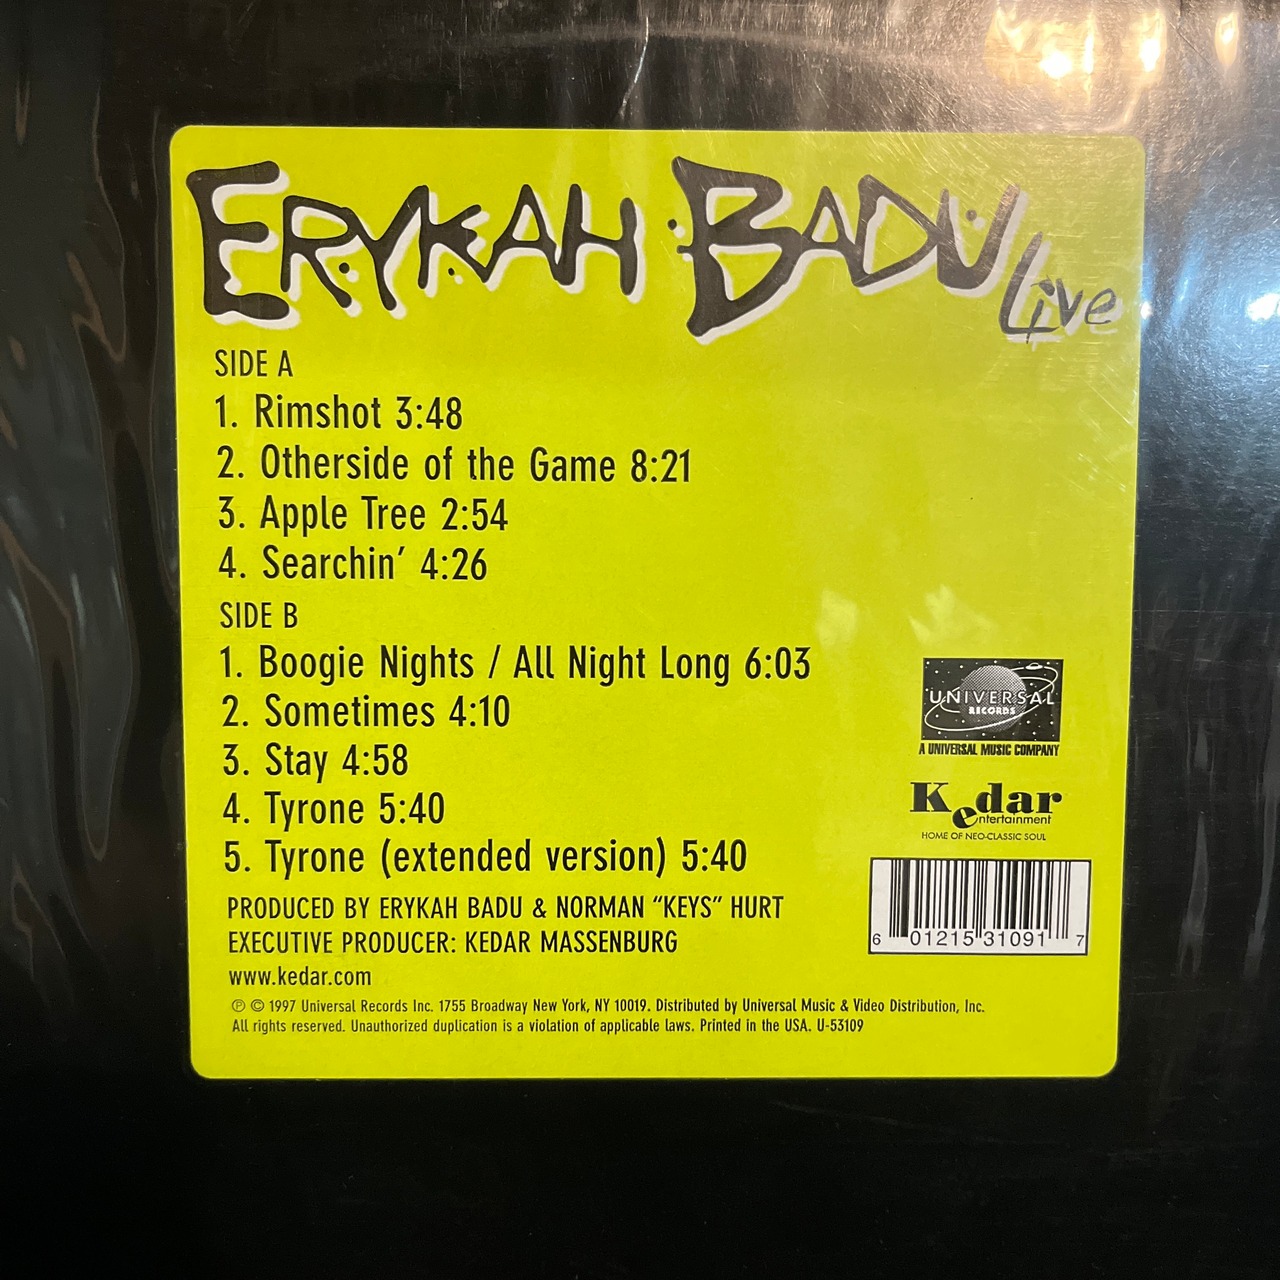 ERYKAH BADU Live
SIDE A
1. Rimshot 3:48
2. Otherside of the Game 8:21
3. Apple Tree 2:54
4. Searchin’ 4:26
SIDE B
1. Boogie Nights / All Night Long 6:03
2. Sometimes 4:10
3. Stay 4:58
4. Tyrone 5:40
5. Tyrone (extended version) 5:40
UNIVERSAL
RECORDS
A UNIVERSAL MUSIC COMPANY
Kedar
entertainment
HOME OF NEO-CLASSIC SOUL
6 01215 31091 7
PRODUCED BY ERYKAH BADU & NORMAN “KEYS” HURT
EXECUTIVE PRODUCER: KEDAR MASSENBURG
www.kedar.com
℗ © 1997 Universal Records Inc. 1755 Broadway New York, NY 10019. Distributed by Universal Music & Video Distribution, Inc.
All rights reserved. Unauthorized duplication is a violation of applicable laws. Printed in the USA. U-53109